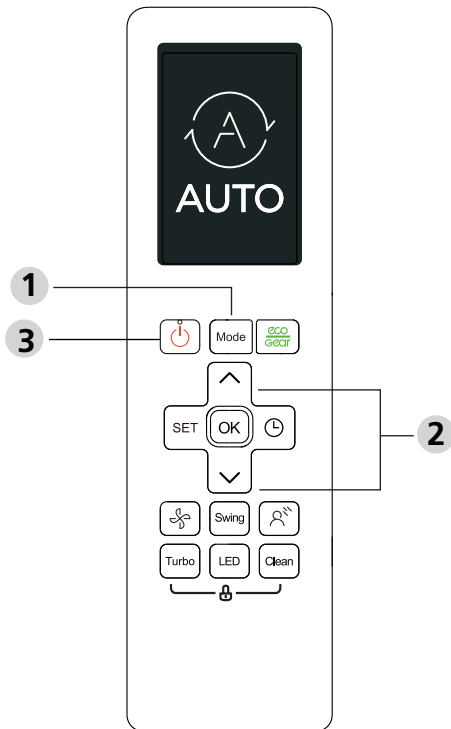 A
AUTO
1
3
Mode
eco
Gear
SET
OK
2
Swing
Turbo
LED
Clean